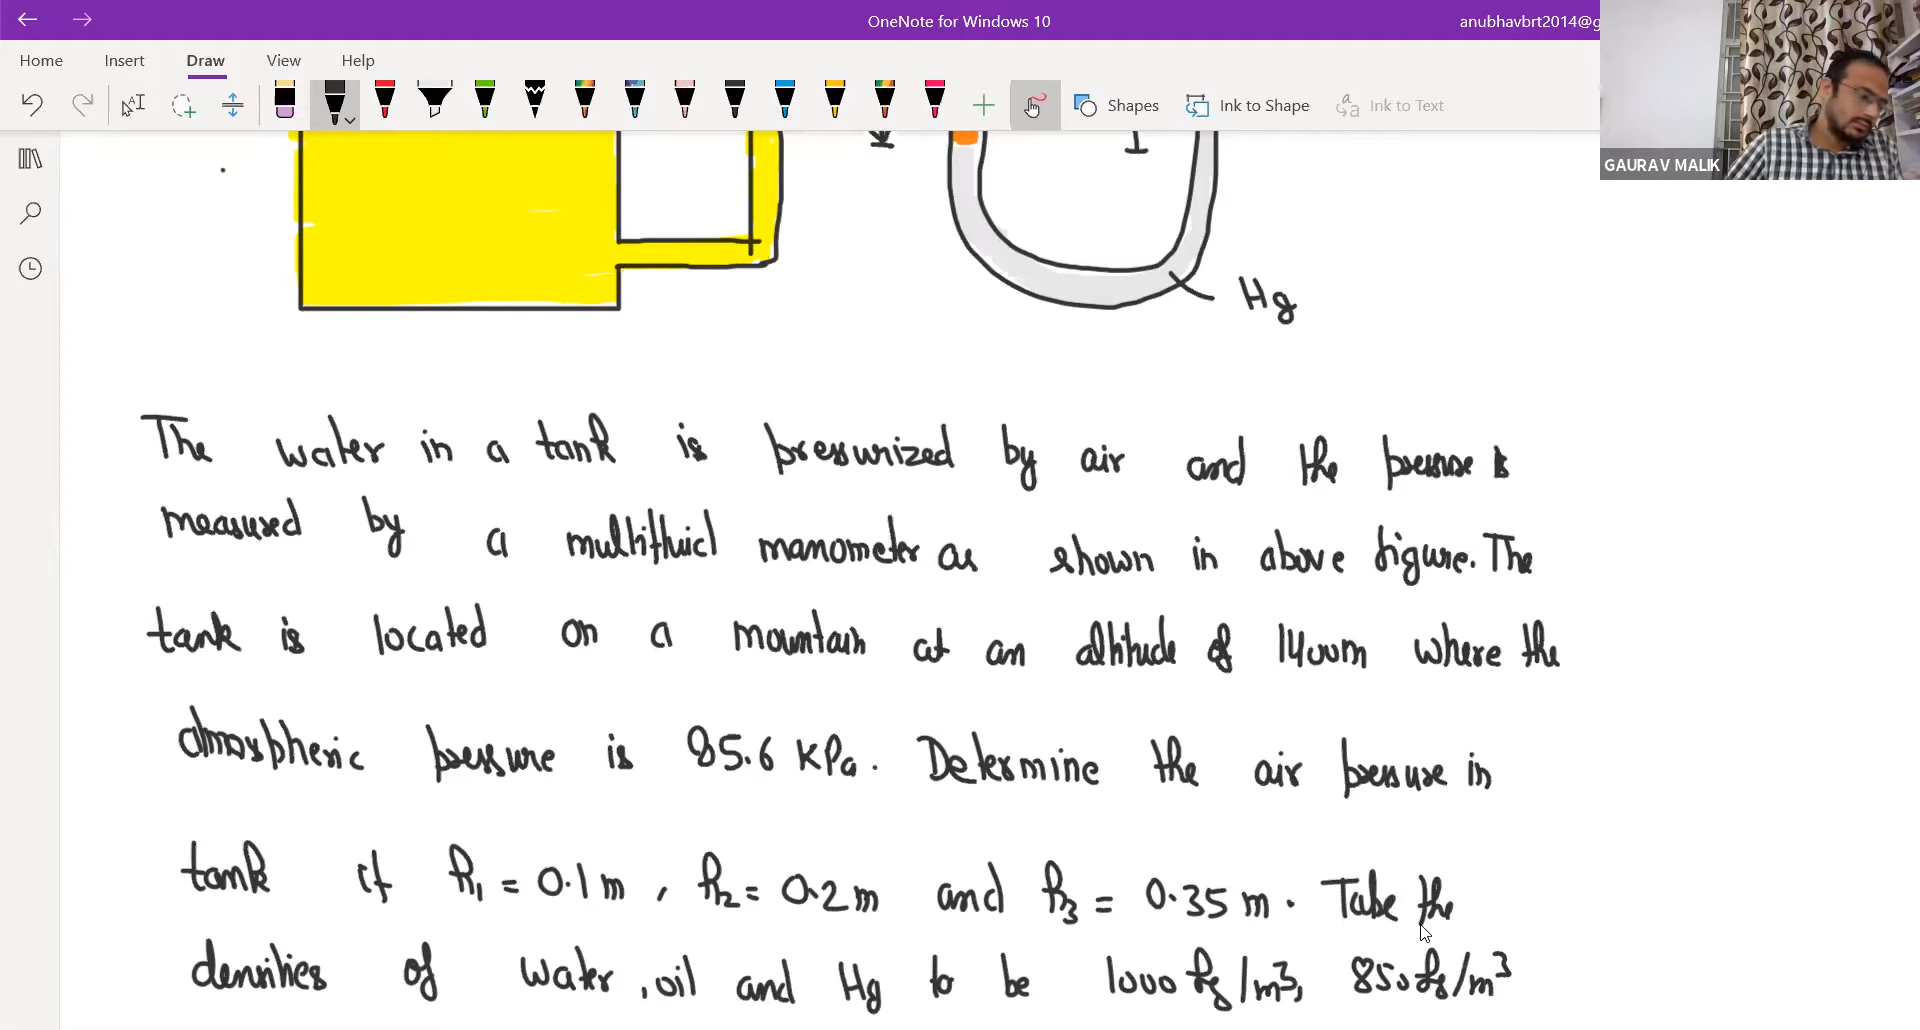 OneNote for Windows 10
anubhavbrt2014@g
Home Insert Draw View Help
Shapes Ink to Shape Ink to Text
GAURAV MALIK
I
Hg
The water in a tank is pressurized by air and the pressure is
measured by a multifluid manometer as shown in above figure. The
tank is located on a mountain at an altitude of 1400m where the
atmospheric pressure is 85.6 KPa. Determine the air pressure in
tank if h₁ = 0.1m, h₂ = 0.2m and h₃ = 0.35m. Take the
densities of water, oil and Hg to be 1000 kg/m³, 850 kg/m³